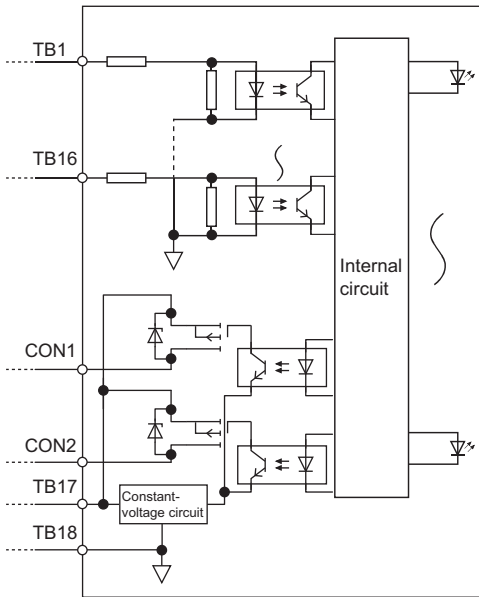 TB1
TB16
Internal
circuit
CON1
CON2
TB17
Constant-
voltage circuit
TB18